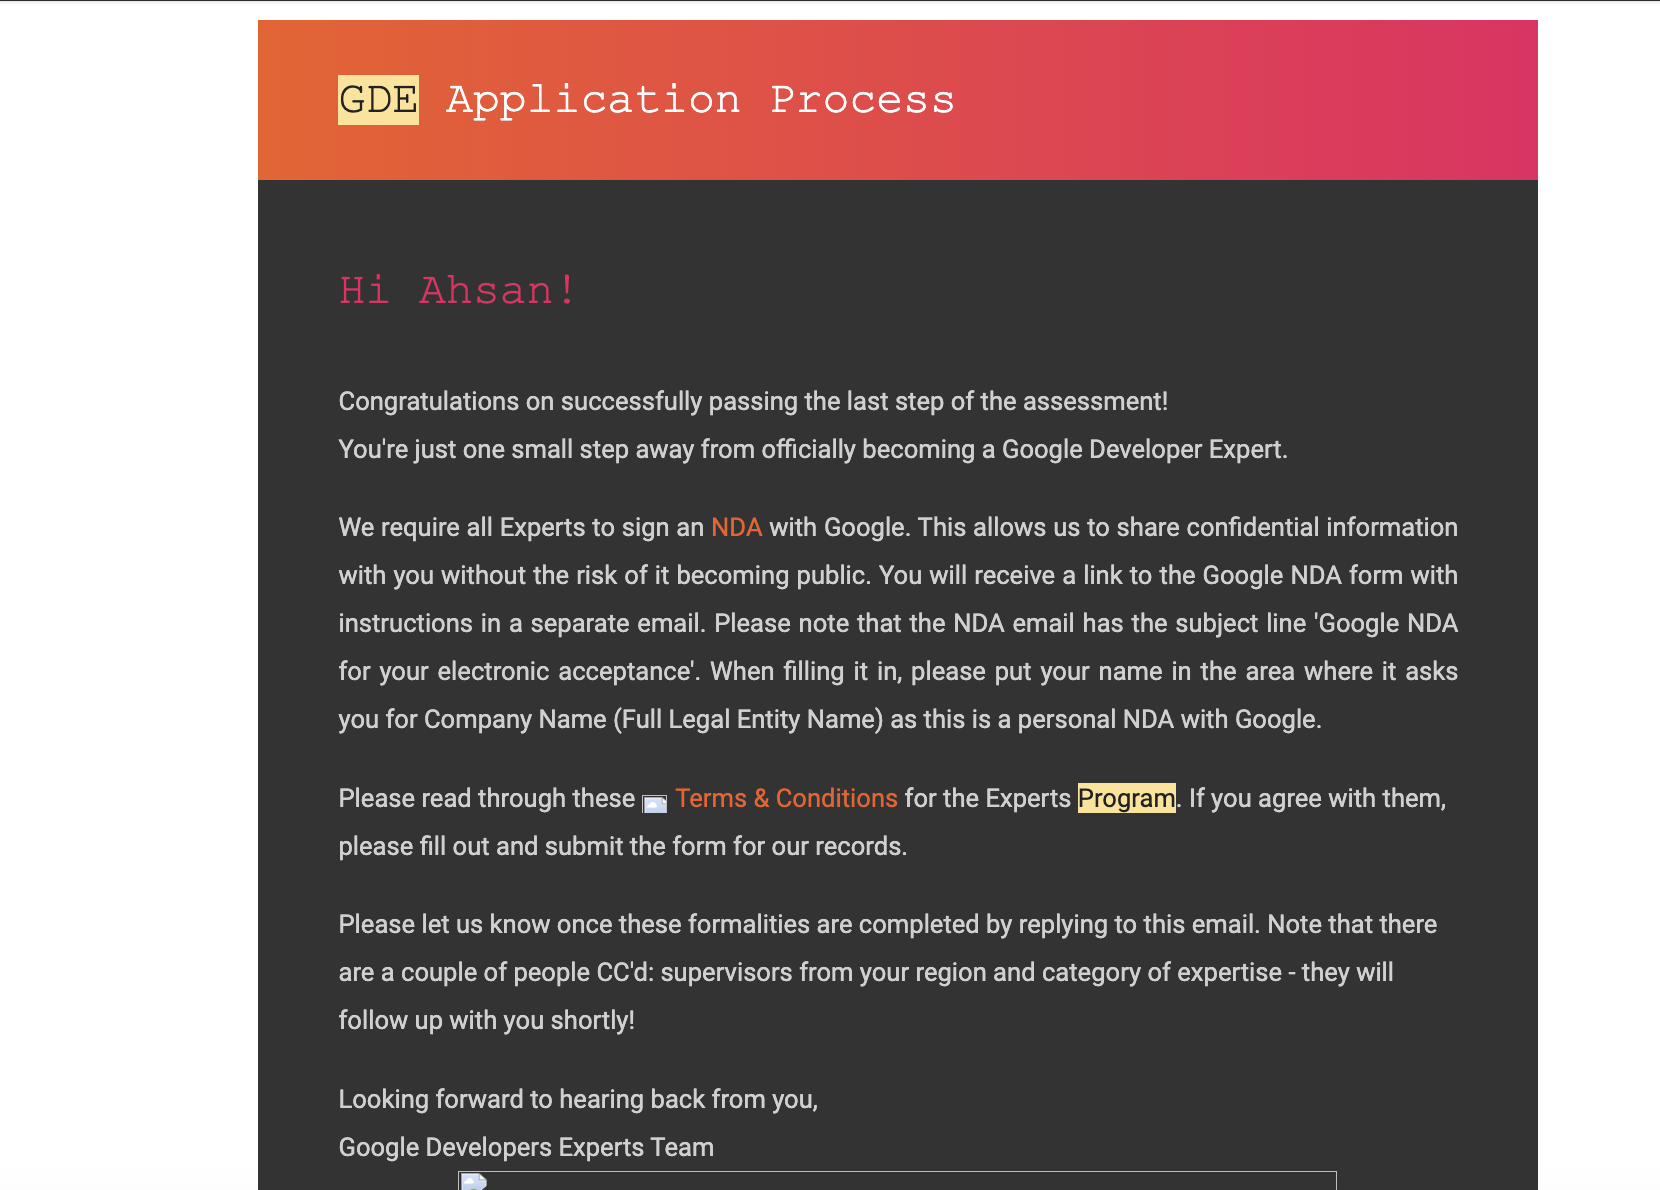 GDE Application Process
Hi Ahsan!
Congratulations on successfully passing the last step of the assessment!
You're just one small step away from officially becoming a Google Developer Expert.
We require all Experts to sign an NDA with Google. This allows us to share confidential information
with you without the risk of it becoming public. You will receive a link to the Google NDA form with
instructions in a separate email. Please note that the NDA email has the subject line 'Google NDA
for your electronic acceptance'. When filling it in, please put your name in the area where it asks
you for Company Name (Full Legal Entity Name) as this is a personal NDA with Google.
Please read through these Terms & Conditions for the Experts Program. If you agree with them,
please fill out and submit the form for our records.
Please let us know once these formalities are completed by replying to this email. Note that there
are a couple of people CC'd: supervisors from your region and category of expertise - they will
follow up with you shortly!
Looking forward to hearing back from you,
Google Developers Experts Team